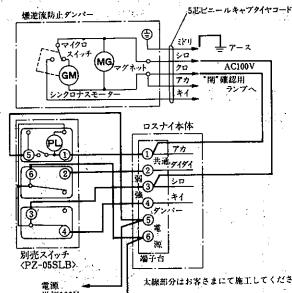 爆逆流防止ダンパー
5芯ビニールキャブタイヤコード
マイクロ
スイッチ
MG
GM
マグネット
シンクロナスモーター
ミドリ
アース
シロ
クロ
AC100V
アカ
"閉"確認用
ランプへ
キイ
ロスナイ本体
PL
⑤
①
⑥
②
③
④
①
アカ
共通
②
ダイダイ
弱
③
シロ
強
④
キイ
ダンパー
⑤
電
⑥
源
端子台
別売スイッチ
<PZ-05SLB>
電源
太線部分はお客さまにて施工してくださ